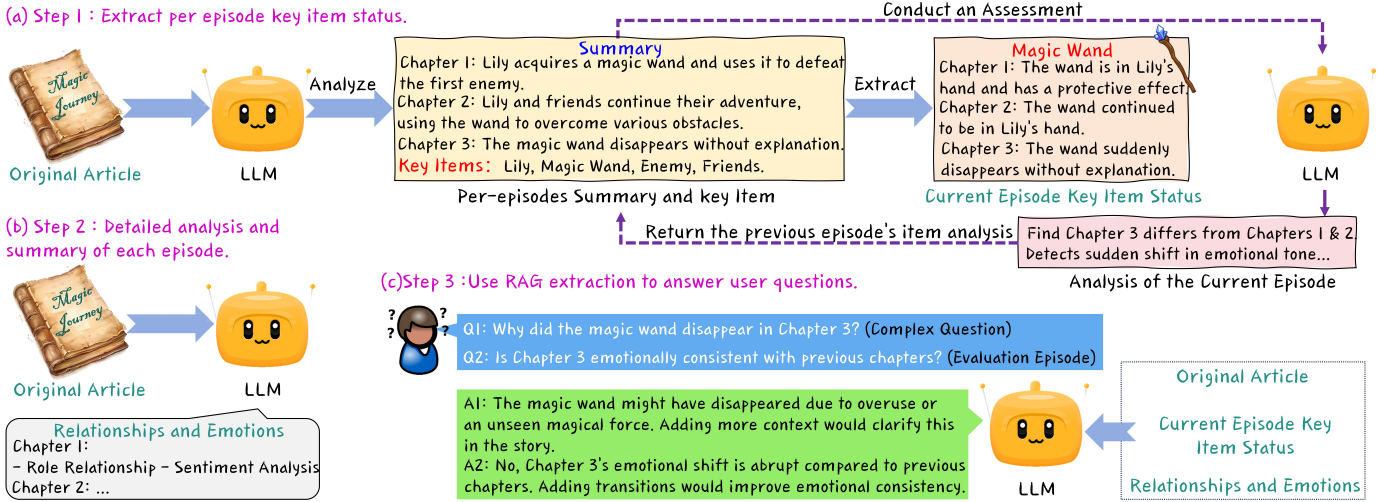 (a) Step 1 : Extract per episode key item status.
Magic
Journey
Original Article
LLM
Analyze
Summary
Chapter 1: Lily acquires a magic wand and uses it to defeat
the first enemy.
Chapter 2: Lily and friends continue their adventure,
using the wand to overcome various obstacles.
Chapter 3: The magic wand disappears without explanation.
Key Items: Lily, Magic Wand, Enemy, Friends.
Per-episodes Summary and key Item
Extract
Conduct an Assessment
Magic Wand
Chapter 1: The wand is in Lily's
hand and has a protective effect.
Chapter 2: The wand continued
to be in Lily's hand.
Chapter 3: The wand suddenly
disappears without explanation.
Current Episode Key Item Status
LLM
Find Chapter 3 differs from Chapters 1 & 2.
Detects sudden shift in emotional tone...
Analysis of the Current Episode
Return the previous episode's item analysis
(b) Step 2 : Detailed analysis and
summary of each episode.
Magic
Journey
Original Article
LLM
Relationships and Emotions
Chapter 1:
- Role Relationship - Sentiment Analysis
Chapter 2: ...
(c)Step 3 :Use RAG extraction to answer user questions.
? ? ? ?
Q1: Why did the magic wand disappear in Chapter 3? (Complex Question)
Q2: Is Chapter 3 emotionally consistent with previous chapters? (Evaluation Episode)
A1: The magic wand might have disappeared due to overuse or
an unseen magical force. Adding more context would clarify this
in the story.
A2: No, Chapter 3's emotional shift is abrupt compared to previous
chapters. Adding transitions would improve emotional consistency.
LLM
Original Article
Current Episode Key
Item Status
Relationships and Emotions